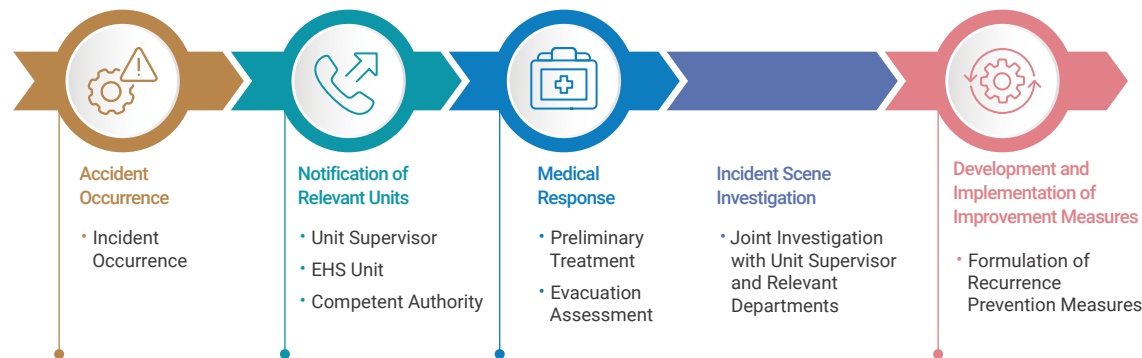 Accident
Occurrence
• Incident
Occurrence
Notification of
Relevant Units
• Unit Supervisor
• EHS Unit
• Competent Authority
Medical
Response
• Preliminary
Treatment
• Evacuation
Assessment
Incident Scene
Investigation
• Joint Investigation
with Unit Supervisor
and Relevant
Departments
Development and
Implementation of
Improvement Measures
• Formulation of
Recurrence
Prevention Measures